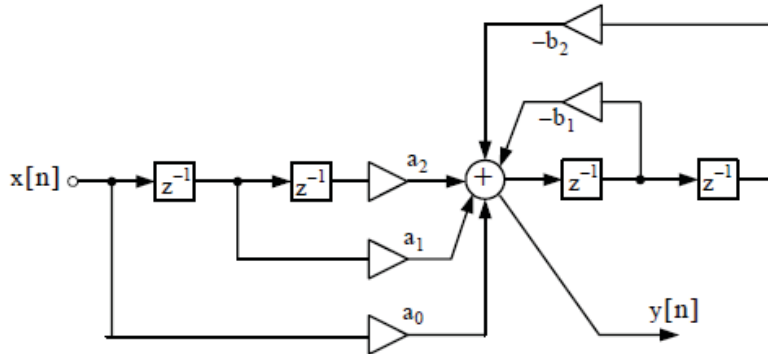 –b₂
–b₁
x[n]
z⁻¹
z⁻¹
a₂
+
z⁻¹
z⁻¹
a₁
a₀
y[n]